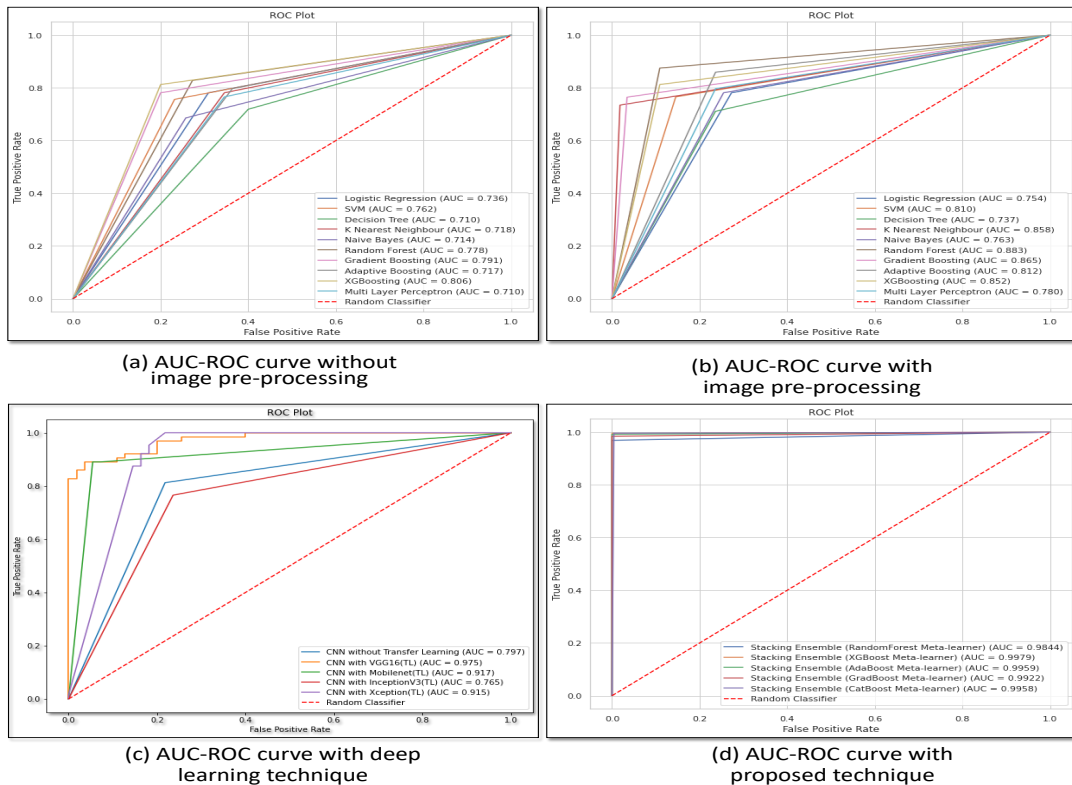 ROC Plot
1.0
0.8
0.6
0.4
0.2
0.0
True Positive Rate
0.0
0.2
0.4
0.6
0.8
1.0
False Positive Rate
Logistic Regression (AUC = 0.736)
SVM (AUC = 0.762)
Decision Tree (AUC = 0.710)
K Nearest Neighbour (AUC = 0.718)
Naive Bayes (AUC = 0.714)
Random Forest (AUC = 0.778)
Gradient Boosting (AUC = 0.791)
Adaptive Boosting (AUC = 0.717)
XGBoosting (AUC = 0.806)
Multi Layer Perceptron (AUC = 0.710)
Random Classifier
(a) AUC-ROC curve without
image pre-processing
ROC Plot
1.0
0.8
0.6
0.4
0.2
0.0
True Positive Rate
0.0
0.2
0.4
0.6
0.8
1.0
False Positive Rate
Logistic Regression (AUC = 0.754)
SVM (AUC = 0.810)
Decision Tree (AUC = 0.737)
K Nearest Neighbour (AUC = 0.858)
Naive Bayes (AUC = 0.763)
Random Forest (AUC = 0.883)
Gradient Boosting (AUC = 0.865)
Adaptive Boosting (AUC = 0.812)
XGBoosting (AUC = 0.852)
Multi Layer Perceptron (AUC = 0.780)
Random Classifier
(b) AUC-ROC curve with
image pre-processing
ROC Plot
1.0
0.8
0.6
0.4
0.2
0.0
True Positive Rate
0.0
0.2
0.4
0.6
0.8
1.0
False Positive Rate
CNN without Transfer Learning (AUC = 0.797)
CNN with VGG16(TL) (AUC = 0.975)
CNN with Mobilenet(TL) (AUC = 0.917)
CNN with InceptionV3(TL) (AUC = 0.765)
CNN with Xception(TL) (AUC = 0.915)
Random Classifier
(c) AUC-ROC curve with deep
learning technique
ROC Plot
1.0
0.8
0.6
0.4
0.2
0.0
True Positive Rate
0.0
0.2
0.4
0.6
0.8
1.0
False Positive Rate
Stacking Ensemble (RandomForest Meta-learner) (AUC = 0.9844)
Stacking Ensemble (XGBoost Meta-learner) (AUC = 0.9979)
Stacking Ensemble (AdaBoost Meta-learner) (AUC = 0.9959)
Stacking Ensemble (GradBoost Meta-learner) (AUC = 0.9922)
Stacking Ensemble (CatBoost Meta-learner) (AUC = 0.9958)
Random Classifier
(d) AUC-ROC curve with
proposed technique